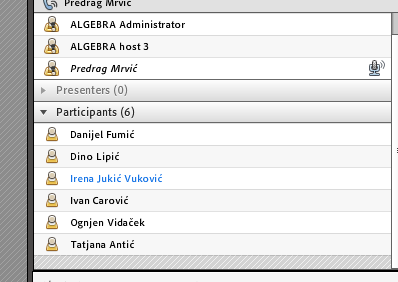 Predrag Mrvić
ALGEBRA Administrator
ALGEBRA host 3
Predrag Mrvić
Presenters (0)
Participants (6)
Danijel Fumić
Dino Lipić
Irena Jukić Vuković
Ivan Carović
Ognjen Vidaček
Tatjana Antić